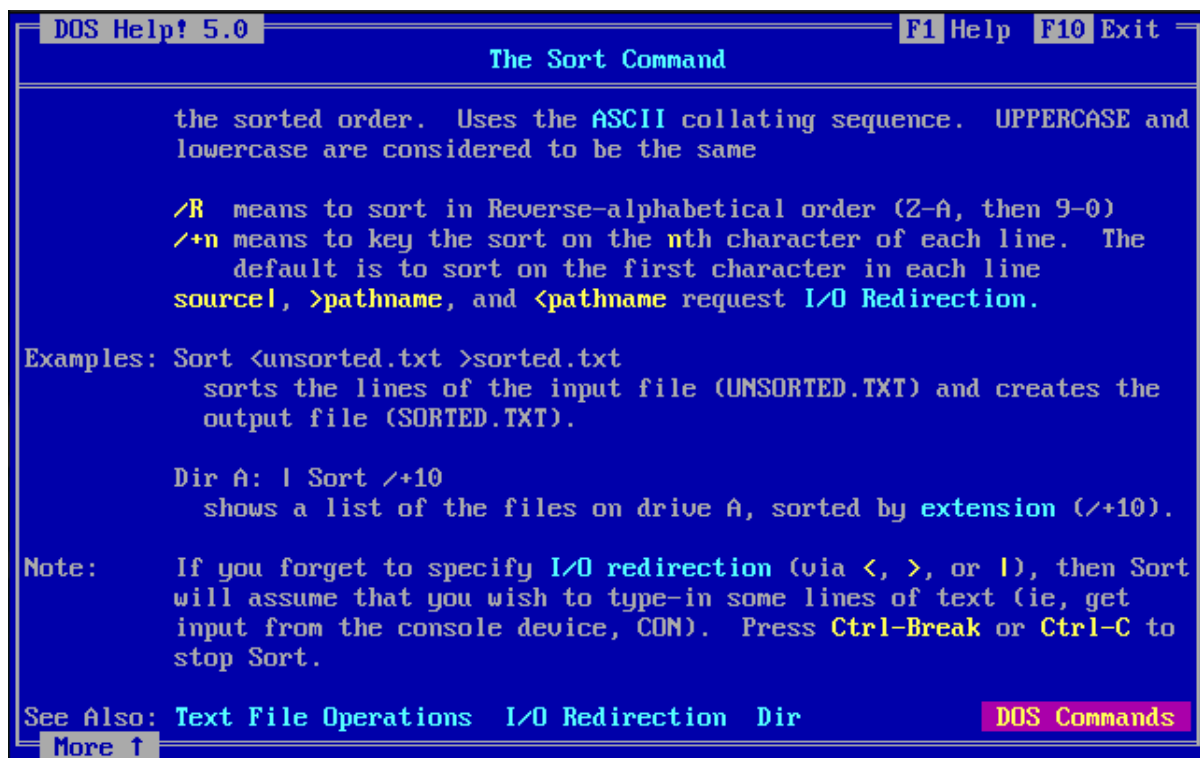 DOS Help! 5.0 F1 Help F10 Exit
The Sort Command
the sorted order. Uses the ASCII collating sequence. UPPERCASE and
lowercase are considered to be the same
/R means to sort in Reverse-alphabetical order (Z-A, then 9-0)
/+n means to key the sort on the nth character of each line. The
default is to sort on the first character in each line
source|, >pathname, and <pathname request I/O Redirection.
Examples: Sort <unsorted.txt >sorted.txt
sorts the lines of the input file (UNSORTED.TXT) and creates the
output file (SORTED.TXT).
Dir A: | Sort /+10
shows a list of the files on drive A, sorted by extension (/+10).
Note: If you forget to specify I/O redirection (via <, >, or |), then Sort
will assume that you wish to type-in some lines of text (ie, get
input from the console device, CON). Press Ctrl-Break or Ctrl-C to
stop Sort.
See Also: Text File Operations I/O Redirection Dir DOS Commands
More ↑